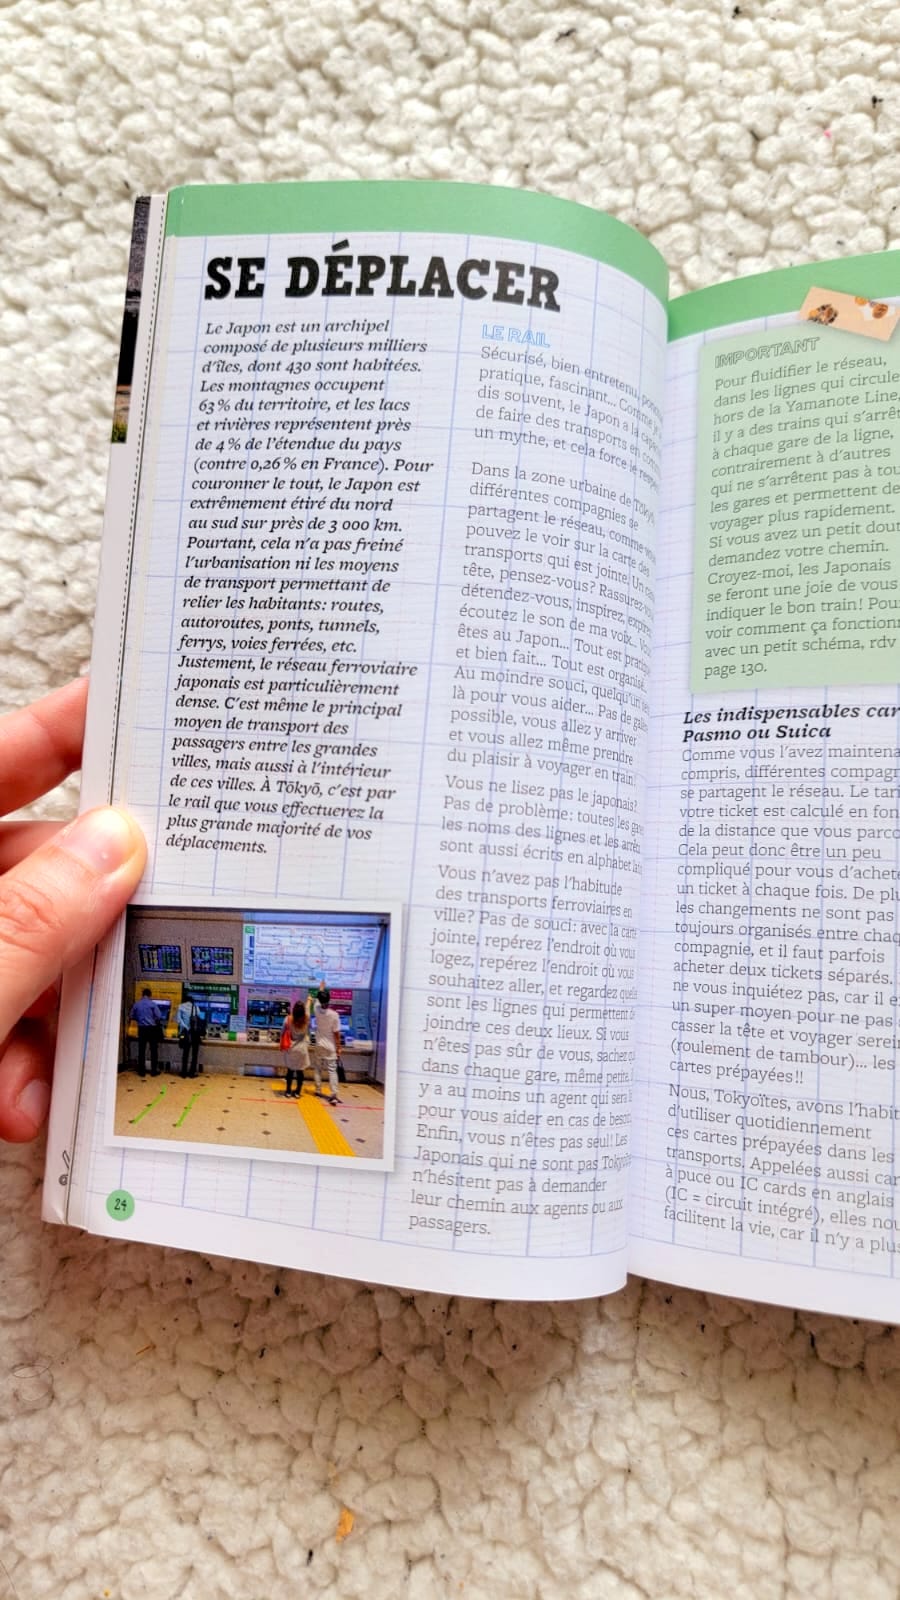 SE DÉPLACER
Le Japon est un archipel
composé de plusieurs milliers
d'îles, dont 430 sont habitées.
Les montagnes occupent
63 % du territoire, et les lacs
et rivières représentent près
de 4 % de l'étendue du pays
(contre 0,26 % en France). Pour
couronner le tout, le Japon est
extrêmement étiré du nord
au sud sur près de 3 000 km.
Pourtant, cela n'a pas freiné
l'urbanisation ni les moyens
de transport permettant de
relier les habitants : routes,
autoroutes, ponts, tunnels,
ferrys, voies ferrées, etc.
Justement, le réseau ferroviaire
japonais est particulièrement
dense. C'est même le principal
moyen de transport des
passagers entre les grandes
villes, mais aussi à l'intérieur
de ces villes. À Tōkyō, c'est par
le rail que vous effectuerez la
plus grande majorité de vos
déplacements.
24
LE RAIL
Sécurisé, bien entretenu,
pratique, fascinant... Comme je
dis souvent, le Japon a la
de faire des transports en
un mythe, et cela force le
Dans la zone urbaine de Tōkyō,
différentes compagnies se
partagent le réseau, comme vous
pouvez le voir sur la carte des
transports qui est jointe. Un
tête, pensez-vous ? Rassurez-vous
détendez-vous, inspirez,
écoutez le son de ma voix... Vous
êtes au Japon... Tout est pratique
et bien fait... Tout est organisé.
Au moindre souci, quelqu'un
là pour vous aider... Pas de
possible, vous allez y arriver
et vous allez même prendre
du plaisir à voyager en train !
Vous ne lisez pas le japonais ?
Pas de problème : toutes les
les noms des lignes et les
sont aussi écrits en alphabet
Vous n'avez pas l'habitude
des transports ferroviaires en
ville ? Pas de souci : avec la carte
jointe, repérez l'endroit où vous
logez, repérez l'endroit où vous
souhaitez aller, et regardez
sont les lignes qui permettent
joindre ces deux lieux. Si vous
n'êtes pas sûr de vous, sachez
dans chaque gare, même petite,
y a au moins un agent qui sera
pour vous aider en cas de
Enfin, vous n'êtes pas seul ! Les
Japonais qui ne sont pas
n'hésitent pas à demander
leur chemin aux agents ou aux
passagers.
IMPORTANT
Pour fluidifier le réseau,
dans les lignes qui
hors de la Yamanote Line,
il y a des trains qui
à chaque gare de la ligne,
contrairement à d'autres
qui ne s'arrêtent pas à
les gares et permettent de
voyager plus rapidement.
Si vous avez un petit
demandez votre chemin.
Croyez-moi, les Japonais
se feront une joie de vous
indiquer le bon train !
voir comment ça
avec un petit schéma, rdv
page 130.
Les indispensables
Pasmo ou Suica
Comme vous l'avez
compris, différentes
se partagent le réseau. Le
votre ticket est calculé en
de la distance que vous
Cela peut donc être un peu
compliqué pour vous
un ticket à chaque fois. De
les changements ne sont pas
toujours organisés entre
compagnie, et il faut parfois
acheter deux tickets séparés.
ne vous inquiétez pas, car il
un super moyen pour ne pas
casser la tête et voyager
(roulement de tambour)... les
cartes prépayées !!
Nous, Tokyoïtes, avons
d'utiliser quotidiennement
ces cartes prépayées dans les
transports. Appelées aussi
à puce ou IC cards en anglais
(IC = circuit intégré), elles
facilitent la vie, car il n'y a